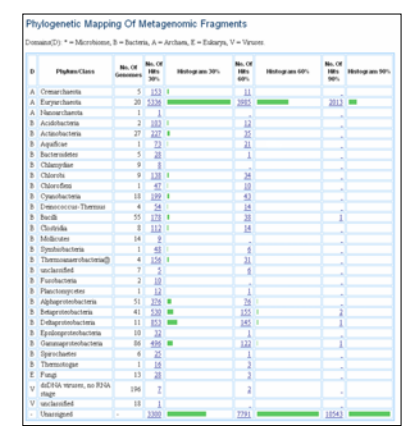 Phylogenetic Mapping Of Metagenomic Fragments
Domains(D): * = Microbiome, B = Bacteria, A = Archaea, E = Eukarya, V = Viruses
D Phylum/Class No. Of Genomes No. Of Hits 30% Histogram 30% No. Of Hits 60% Histogram 60% No. Of Hits 90% Histogram 90%
A Crenarchaeota 5 153 11 -
A Euryarchaeota 28 5336 3985 2013
A Nanoarchaeota 1 1 - -
B Acidobacteria 2 103 12 -
B Actinobacteria 27 227 35 -
B Aquificae 1 73 21 -
B Bacteroidetes 5 28 1 -
B Chlamydiae 9 8 - -
B Chlorobi 9 138 34 -
B Chloroflexi 1 47 10 -
B Cyanobacteria 18 199 43 -
B Deinococcus-Thermus 4 54 14 -
B Bacilli 55 178 38 1
B Clostridia 8 112 14 -
B Mollicutes 14 9 - -
B Symbiobacteria 1 48 6 -
B Thermoanaerobacteria(I) 4 156 31 -
B unclassified 7 5 6 -
B Fusobacteria 2 10 - -
B Planctomycetes 1 12 1 -
B Alphaproteobacteria 51 376 76 -
B Betaproteobacteria 41 530 155 2
B Deltaproteobacteria 11 853 145 1
B Epsilonproteobacteria 10 32 1 -
B Gammaproteobacteria 86 496 122 1
B Spirochaetes 6 25 1 -
B Thermotogae 1 16 3 -
E Fungi 13 28 3 -
V dsDNA viruses, no RNA stage 196 7 2 -
V unclassified 18 1 - -
- Unassigned - 3300 7791 10543